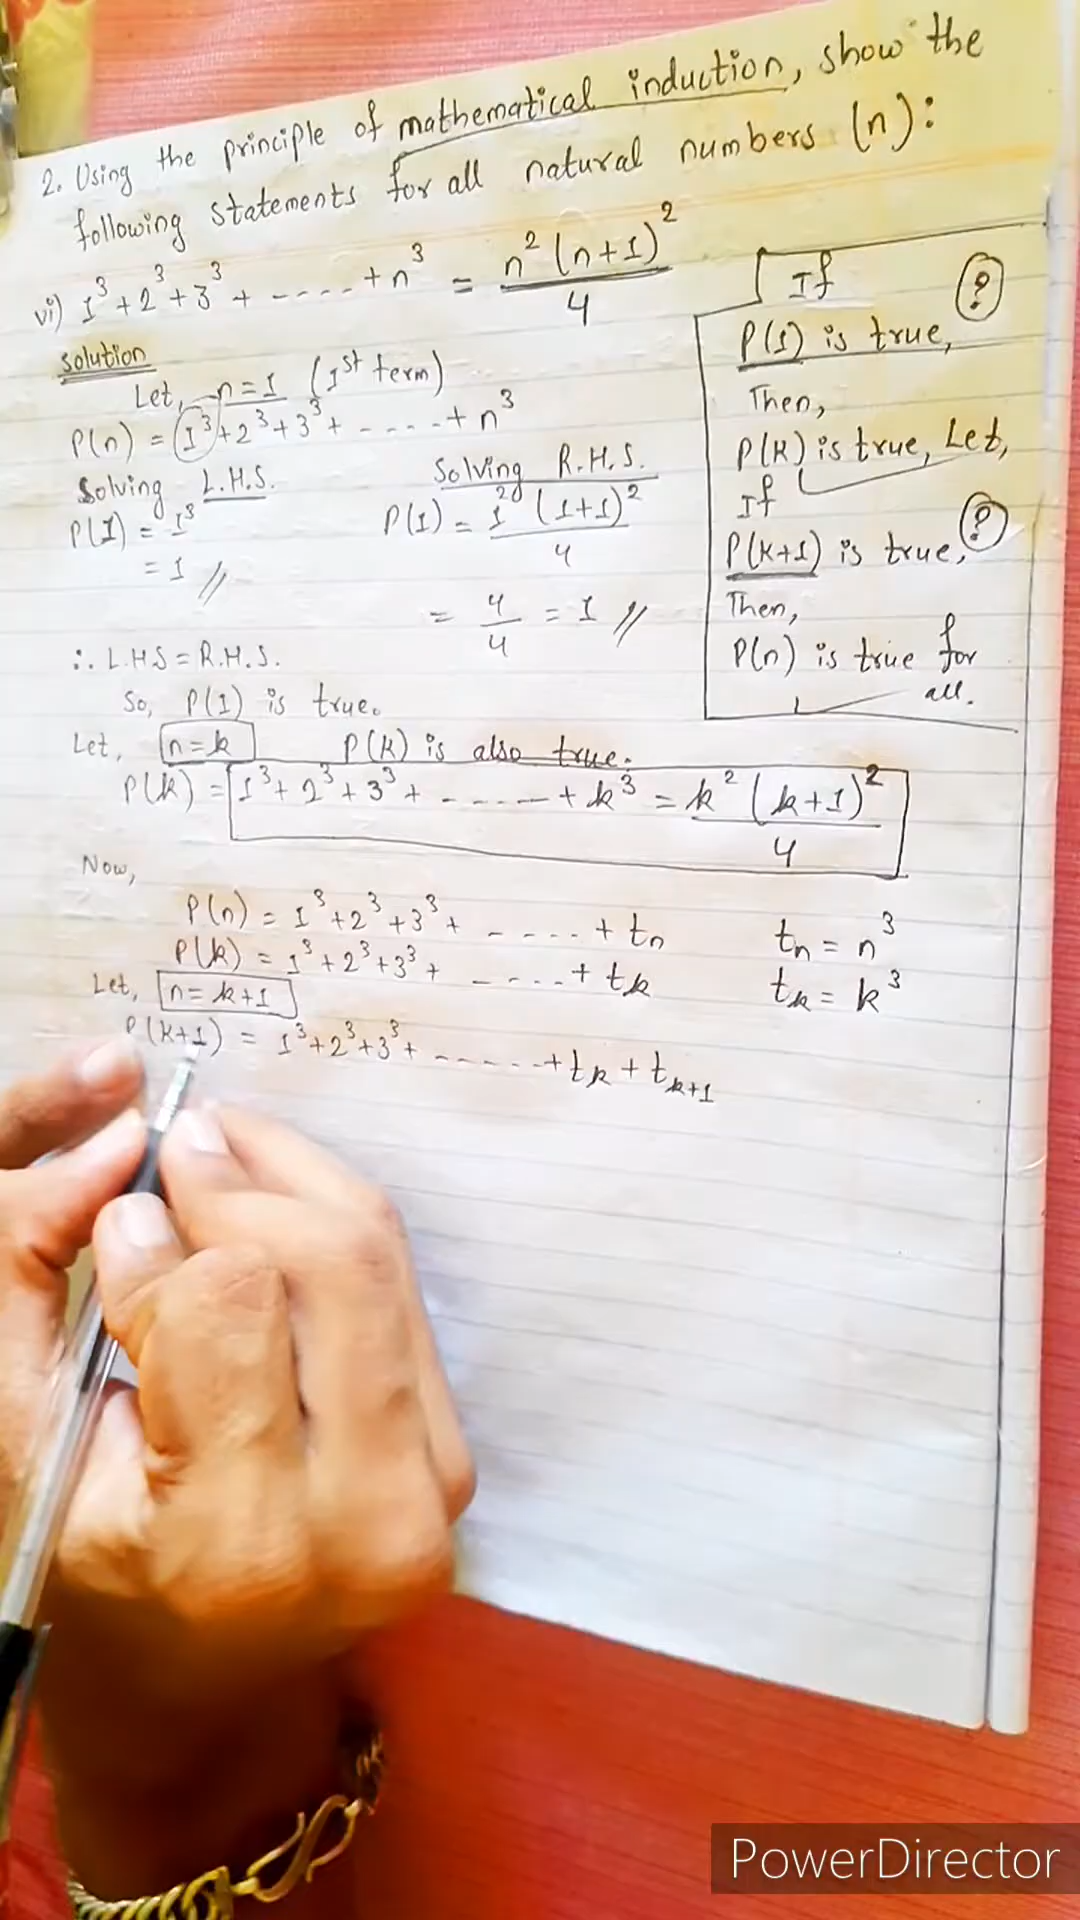 2. Using the principle of mathematical induction, show the
following statements for all natural numbers (n):
vi) 1³ + 2³ + 3³ + ----- + n³ = n² (n+1)² / 4
Solution
Let, n = 1 (1st term)
P(n) = 1³ + 2³ + 3³ + ----- + n³
Solving L.H.S.
P(1) = 1³
= 1 //
Solving R.H.S.
P(1) = 1² (1+1)² / 4
= 4/4 = 1 //
∴ L.H.S = R.H.S.
So, P(1) is true.
If ?
P(1) is true,
Then,
P(k) is true, Let,
If
P(k+1) is true, ?
Then,
P(n) is true for
all.
Let, n = k P(k) is also true.
P(k) = 1³ + 2³ + 3³ + ------ + k³ = k² (k+1)² / 4
Now,
P(n) = 1³ + 2³ + 3³ + ----- + tn tn = n³
P(k) = 1³ + 2³ + 3³ + ----- + tk tk = k³
Let, n = k+1
P(k+1) = 1³ + 2³ + 3³ + ------ + tk + tk+1
PowerDirector